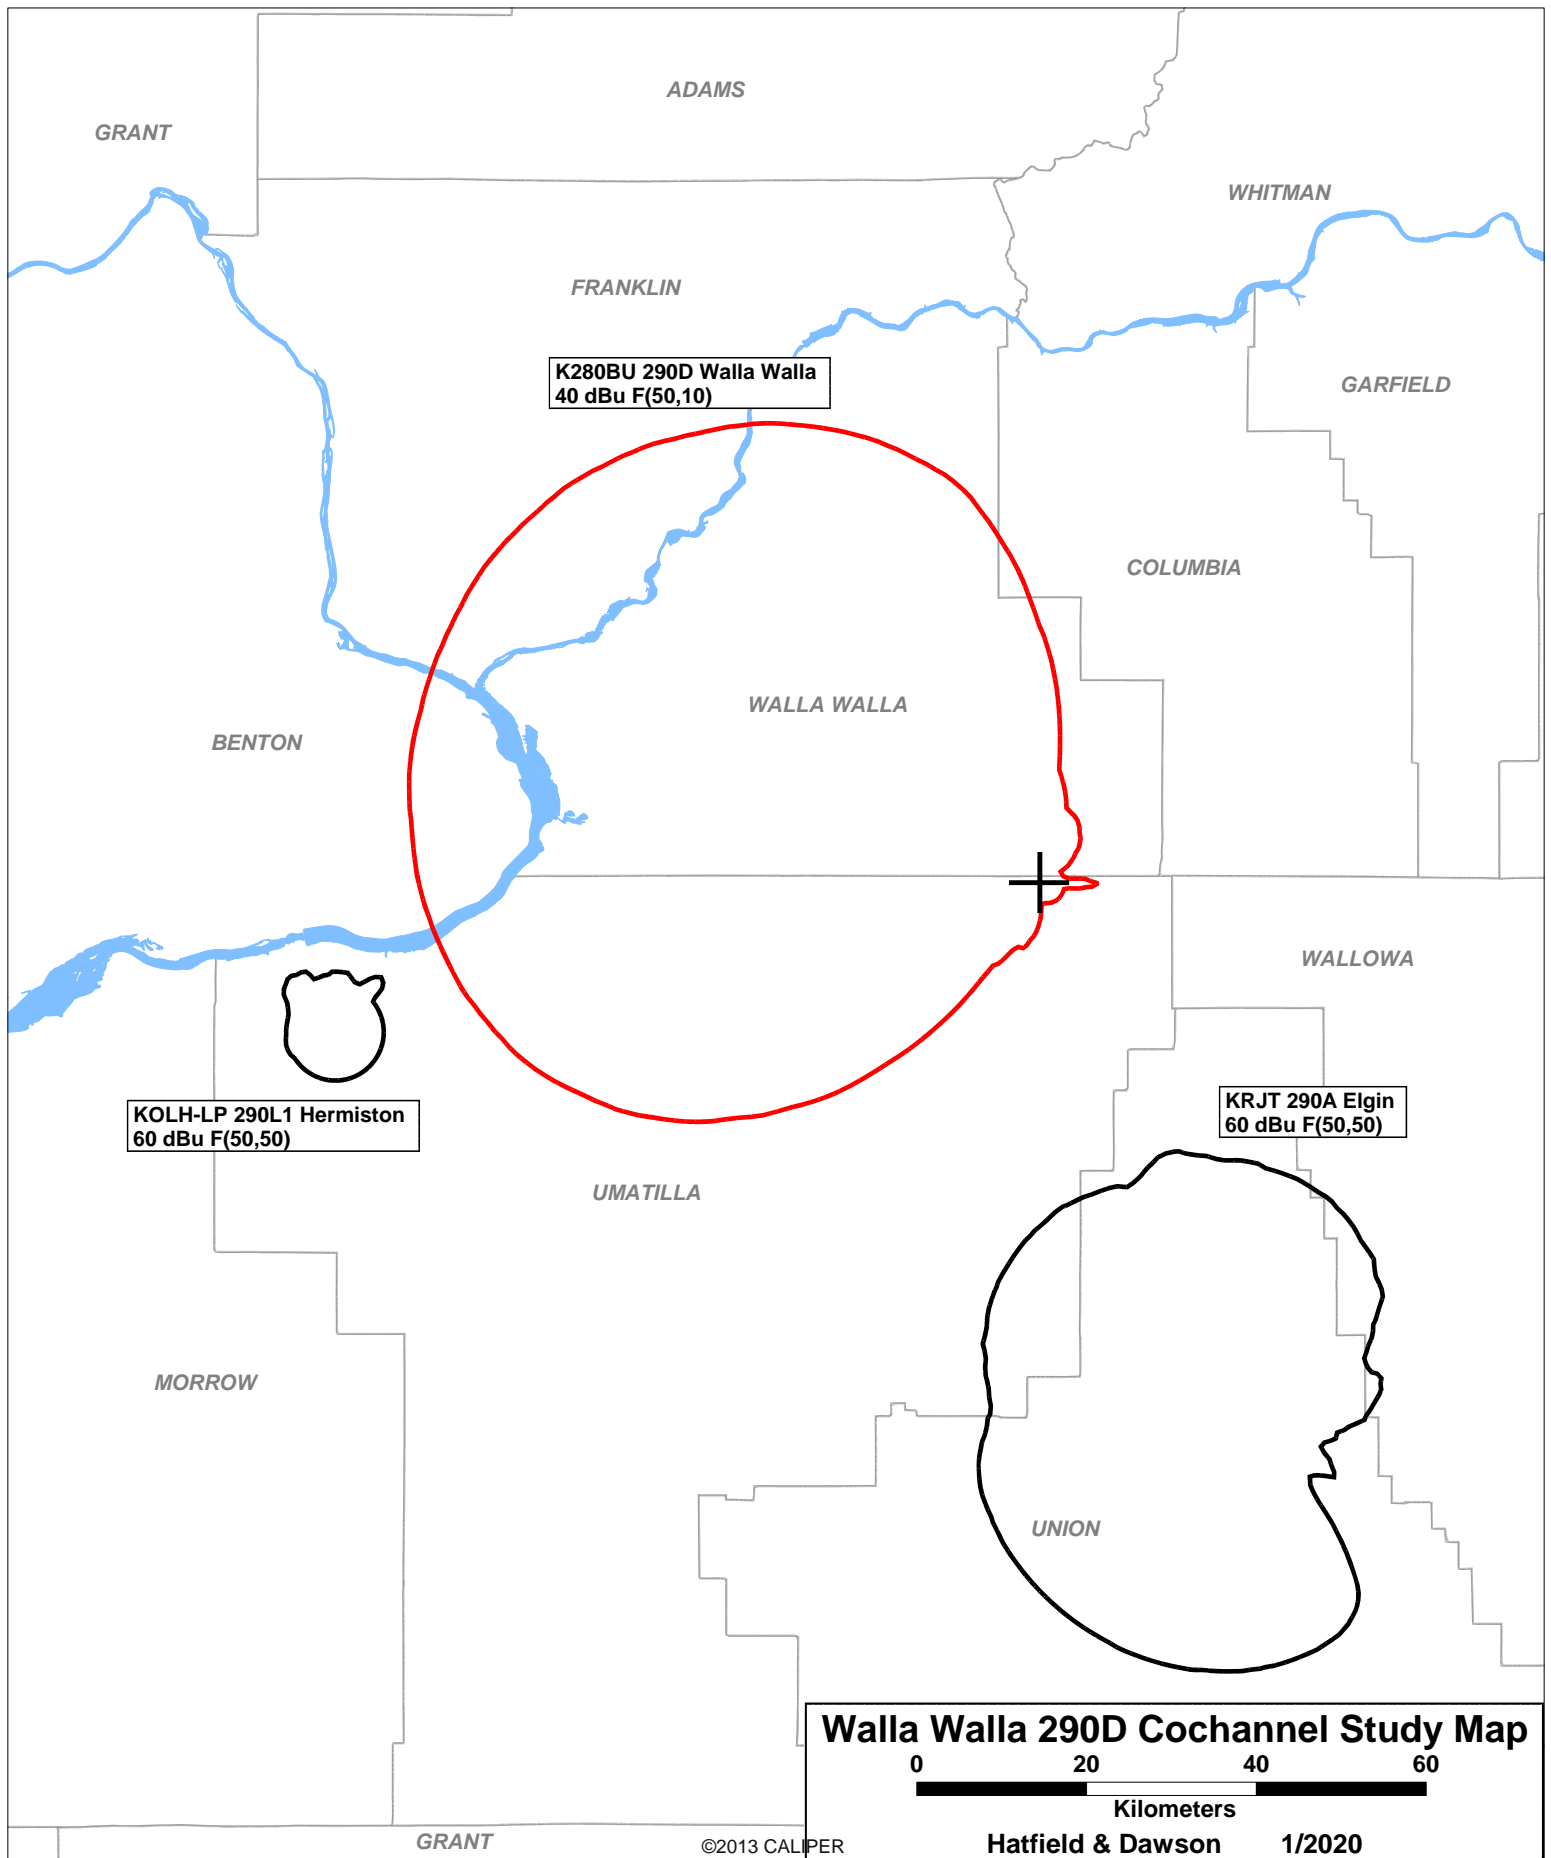 ADAMS
GRANT
WHITMAN
FRANKLIN
K280BU 290D Walla Walla
40 dBu F(50,10)
GARFIELD
COLUMBIA
WALLA WALLA
BENTON
WALLOWA
KOLH-LP 290L1 Hermiston
60 dBu F(50,50)
KRJT 290A Elgin
60 dBu F(50,50)
UMATILLA
MORROW
UNION
Walla Walla 290D Cochannel Study Map
0 20 40 60
Kilometers
GRANT
©2013 CALIPER
Hatfield & Dawson 1/2020